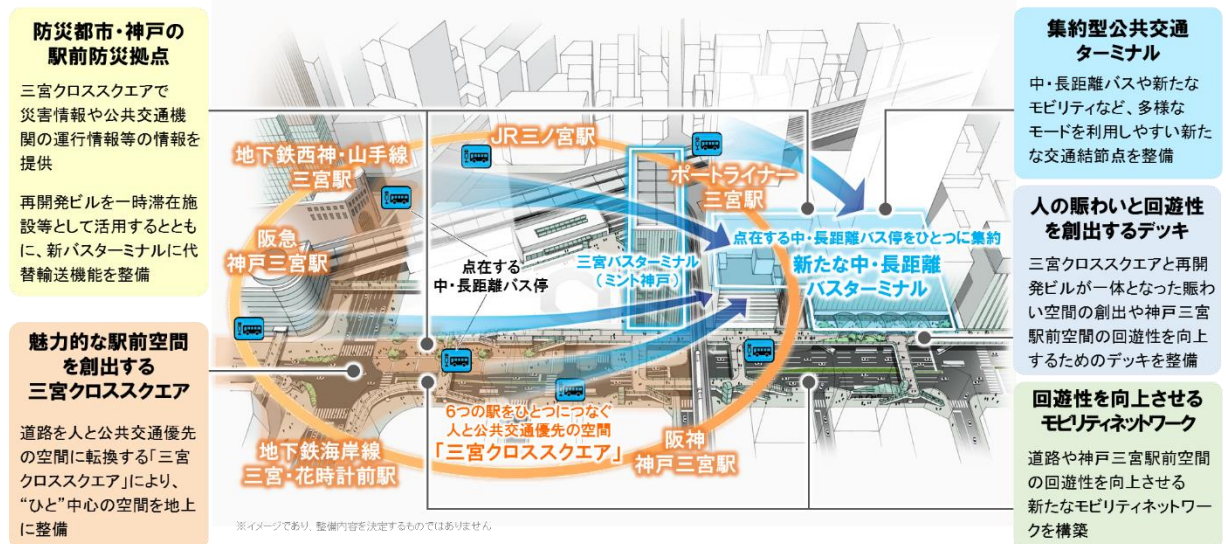 防災都市・神戸の
駅前防災拠点
三宮クロススクエアで
災害情報や公共交通機
関の運行情報等の情報を
提供
再開発ビルを一時滞在施
設等として活用するととも
に、新バスターミナルに代
替輸送機能を整備
魅力的な駅前空間
を創出する
三宮クロススクエア
道路を人と公共交通優先
の空間に転換する「三宮
クロススクエア」により、
“ひと”中心の空間を地上
に整備
JR三ノ宮駅
地下鉄西神・山手線
三宮駅
ポートライナー
三宮駅
阪急
神戸三宮駅
点在する
中・長距離バス停
三宮バスターミナル
（ミント神戸）
点在する中・長距離バス停をひとつに集約
新たな中・長距離
バスターミナル
6つの駅をひとつにつなぐ
人と公共交通優先の空間
「三宮クロススクエア」
地下鉄海岸線
三宮・花時計前駅
阪神
神戸三宮駅
※イメージであり、整備内容を決定するものではありません
集約型公共交通
ターミナル
中・長距離バスや新たな
モビリティなど、多様な
モードを利用しやすい新た
な交通結節点を整備
人の賑わいと回遊性
を創出するデッキ
三宮クロススクエアと再開
発ビルが一体となった賑わ
い空間の創出や神戸三宮
駅前空間の回遊性を向上
するためのデッキを整備
回遊性を向上させる
モビリティネットワーク
道路や神戸三宮駅前空間
の回遊性を向上させる
新たなモビリティネットワー
クを構築